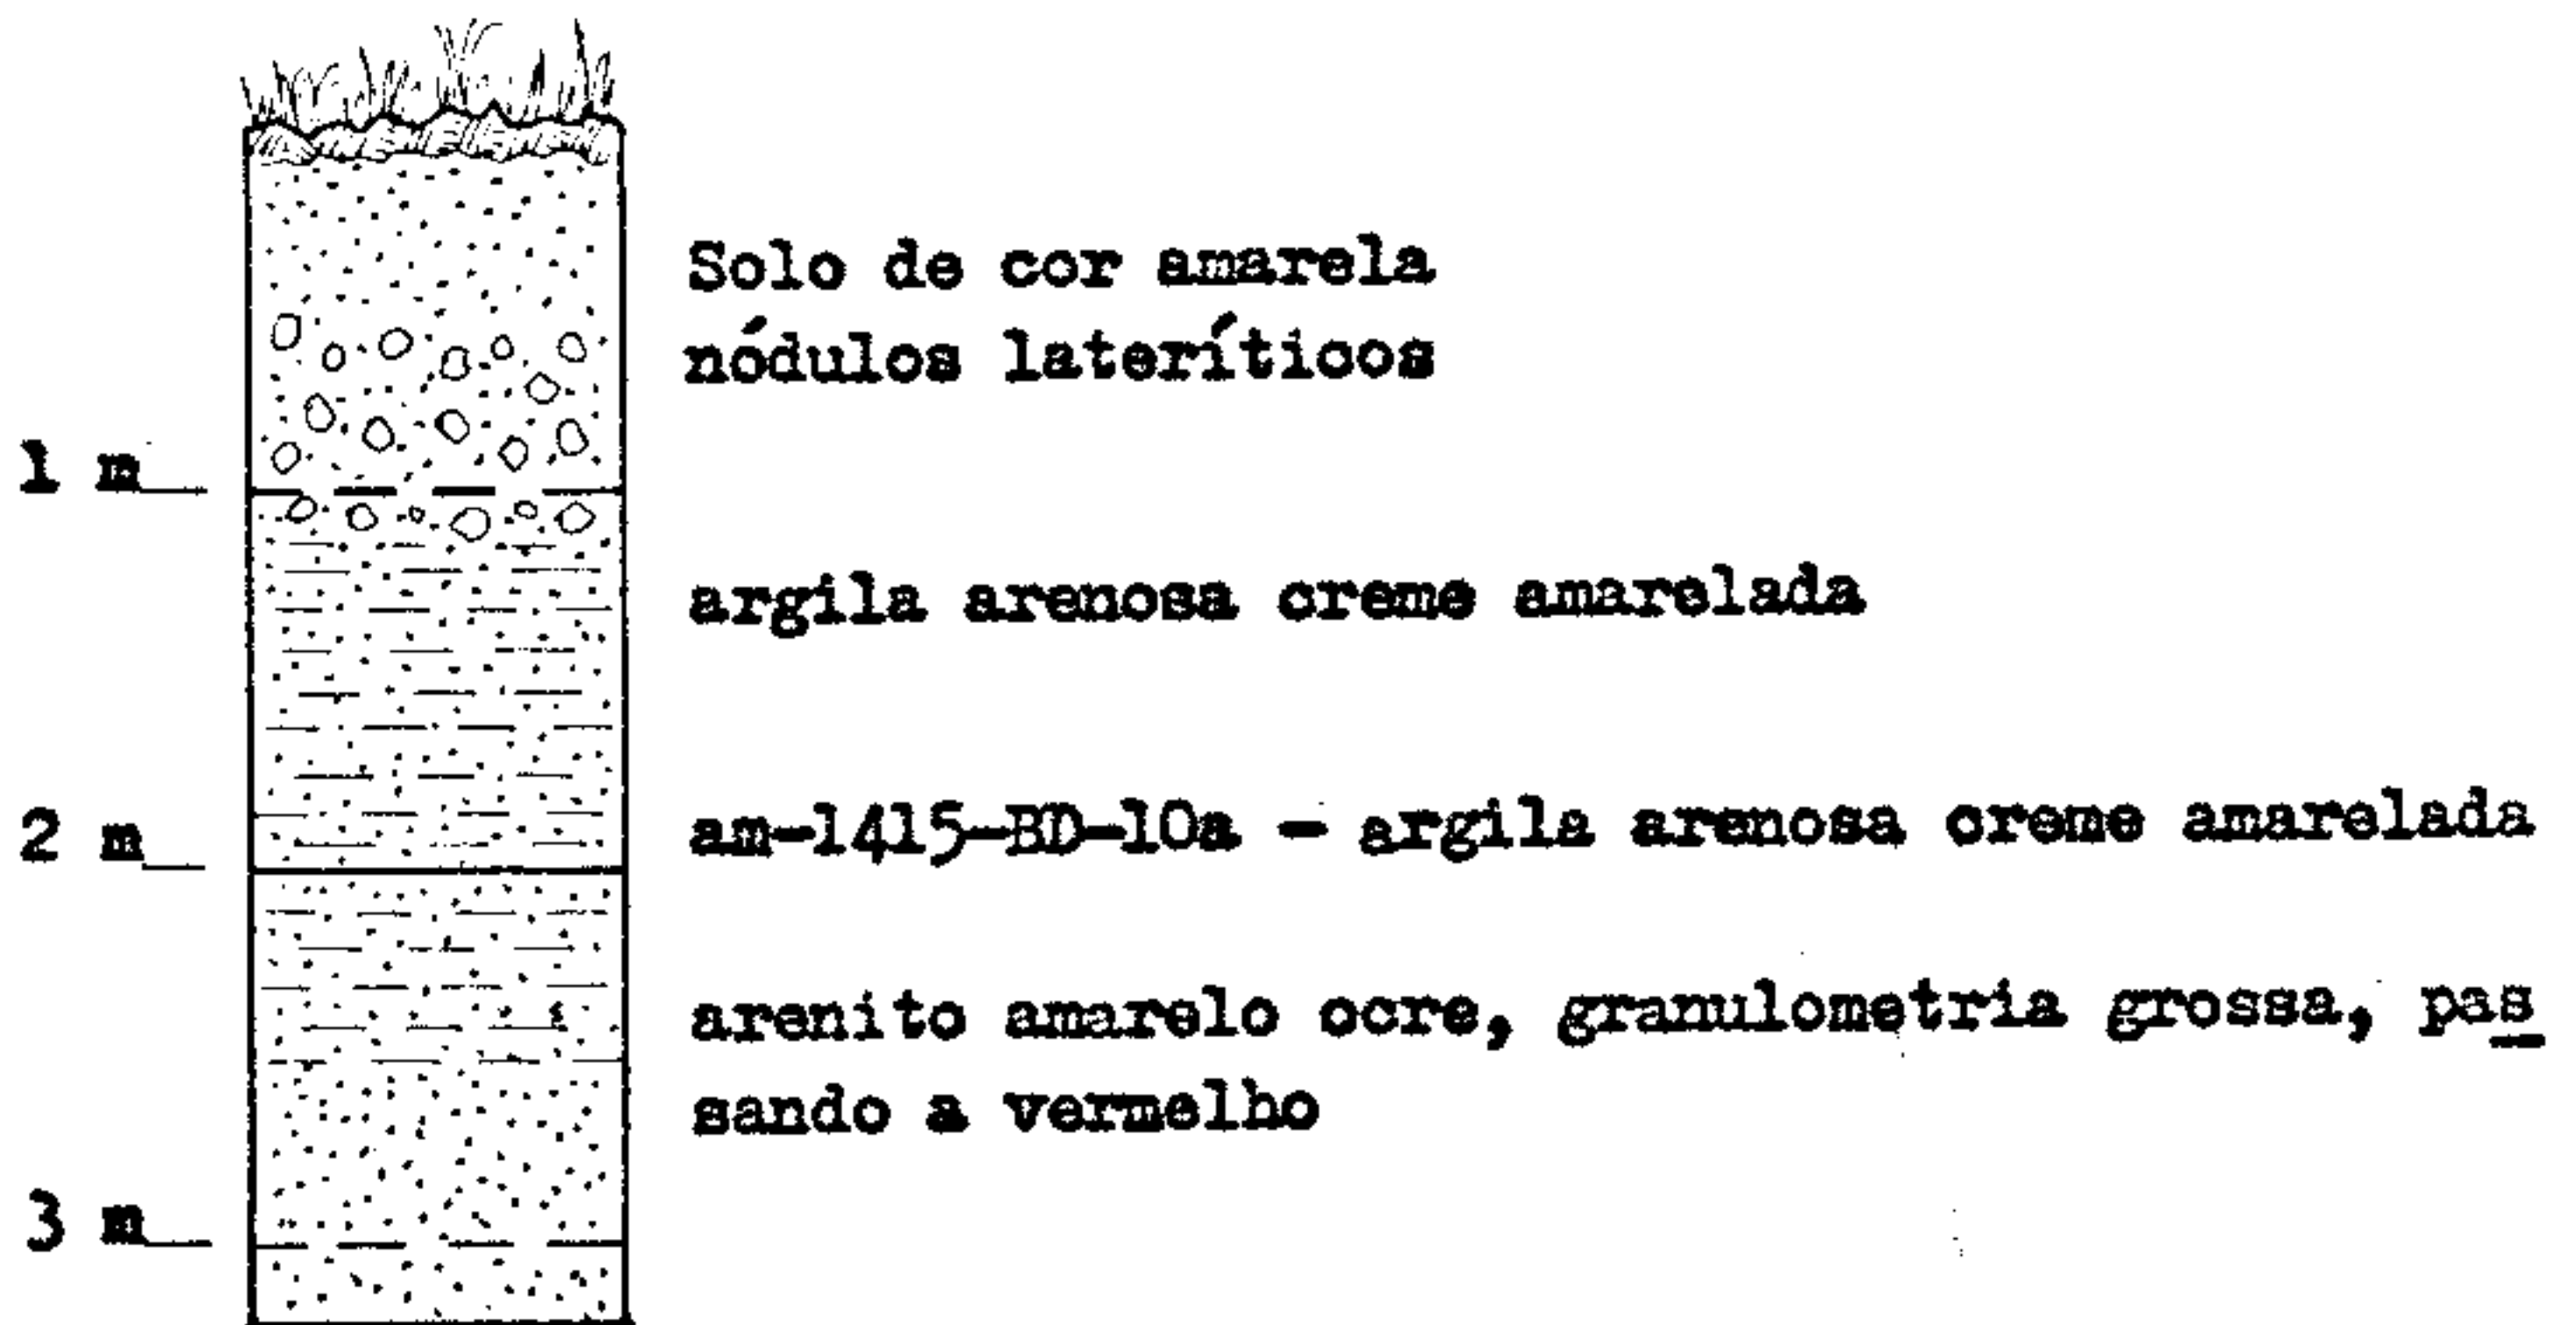 Solo de cor amarela
nódulos lateríticos
1 m
argila arenosa creme amarelada
2 m
am-1415-BD-10a - argila arenosa creme amarelada
arenito amarelo ocre, granulometria grossa, pas
sando a vermelho
3 m